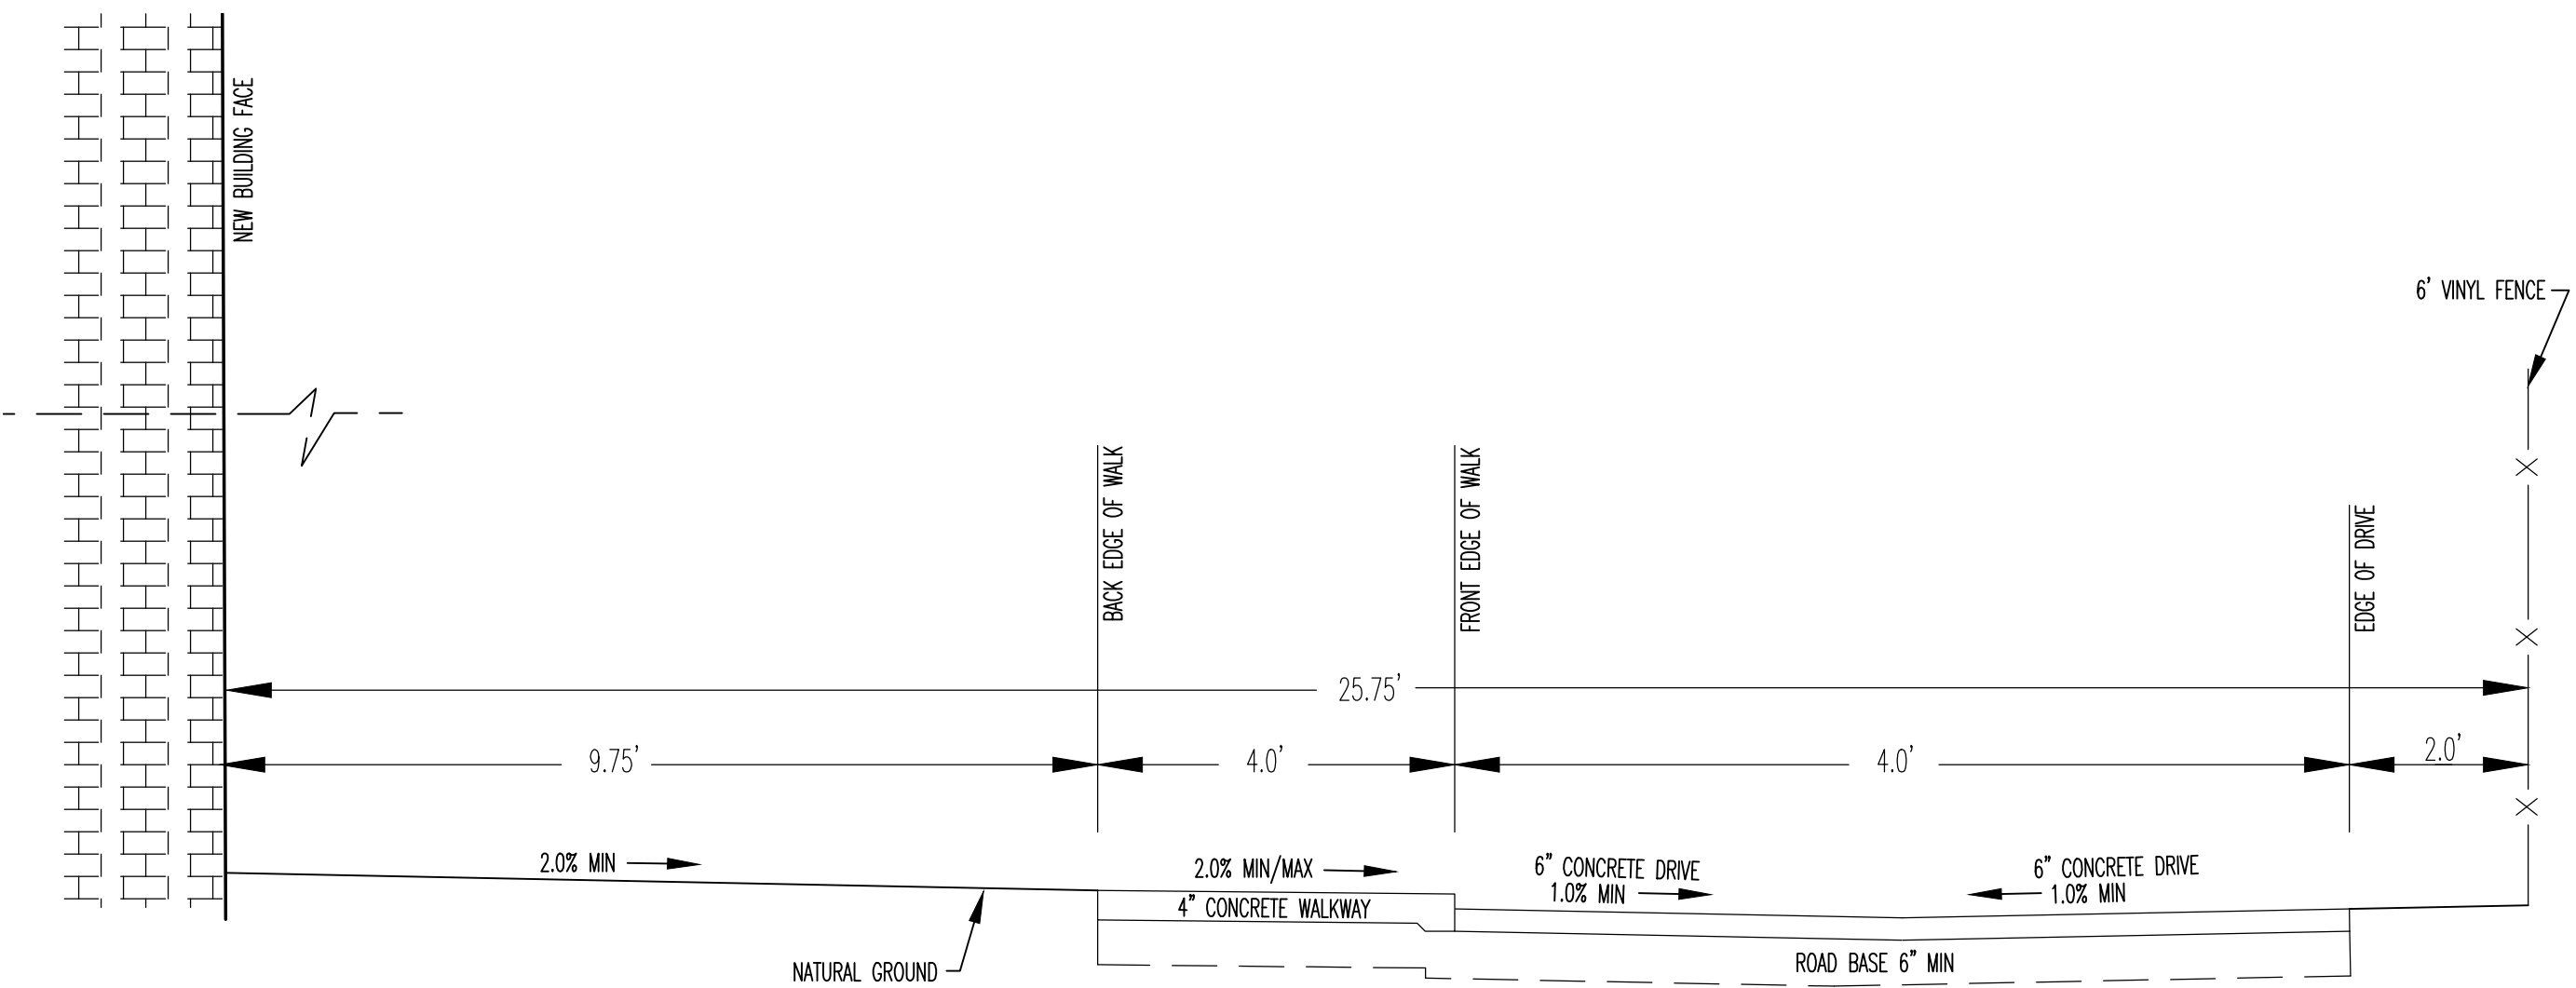 NEW BUILDING FACE
6' VINYL FENCE
BACK EDGE OF WALK
FRONT EDGE OF WALK
EDGE OF DRIVE
25.75'
9.75'
4.0'
4.0'
2.0'
2.0% MIN
2.0% MIN/MAX
6" CONCRETE DRIVE
1.0% MIN
6" CONCRETE DRIVE
1.0% MIN
4" CONCRETE WALKWAY
NATURAL GROUND
ROAD BASE 6" MIN